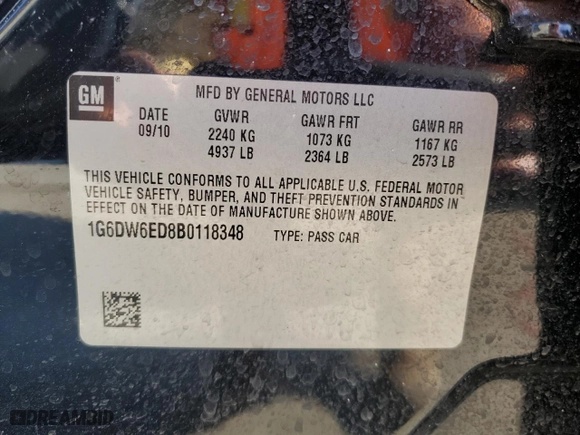 GM
MFD BY GENERAL MOTORS LLC
DATE GVWR GAWR FRT GAWR RR
09/10 2240 KG 1073 KG 1167 KG
4937 LB 2364 LB 2573 LB
THIS VEHICLE CONFORMS TO ALL APPLICABLE U.S. FEDERAL MOTOR
VEHICLE SAFETY, BUMPER, AND THEFT PREVENTION STANDARDS IN
EFFECT ON THE DATE OF MANUFACTURE SHOWN ABOVE.
1G6DW6ED8B0118348 TYPE: PASS CAR
DREAMBID